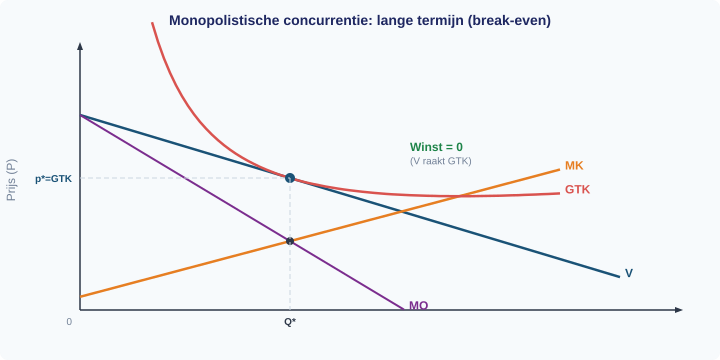 Monopolistische concurrentie: lange termijn (break-even)
Prijs (P)
Winst = 0
(V raakt GTK)
MK
p*=GTK
GTK
V
MO
0
Q*